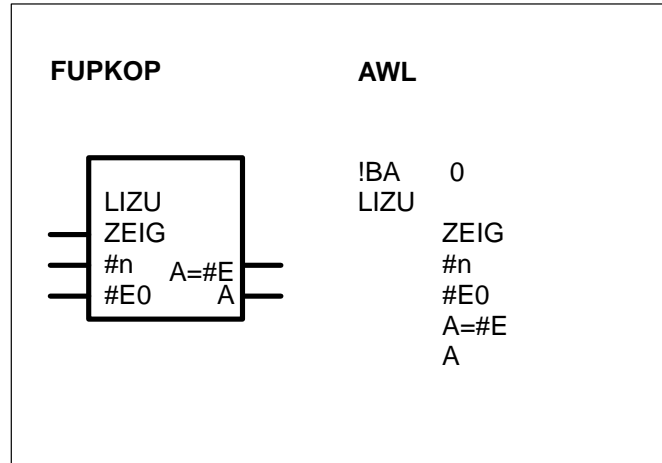 FUPKOP
AWL
LIZU
ZEIG
#n
#E0
A=#E
A
!BA 0
LIZU
ZEIG
#n
#E0
A=#E
A